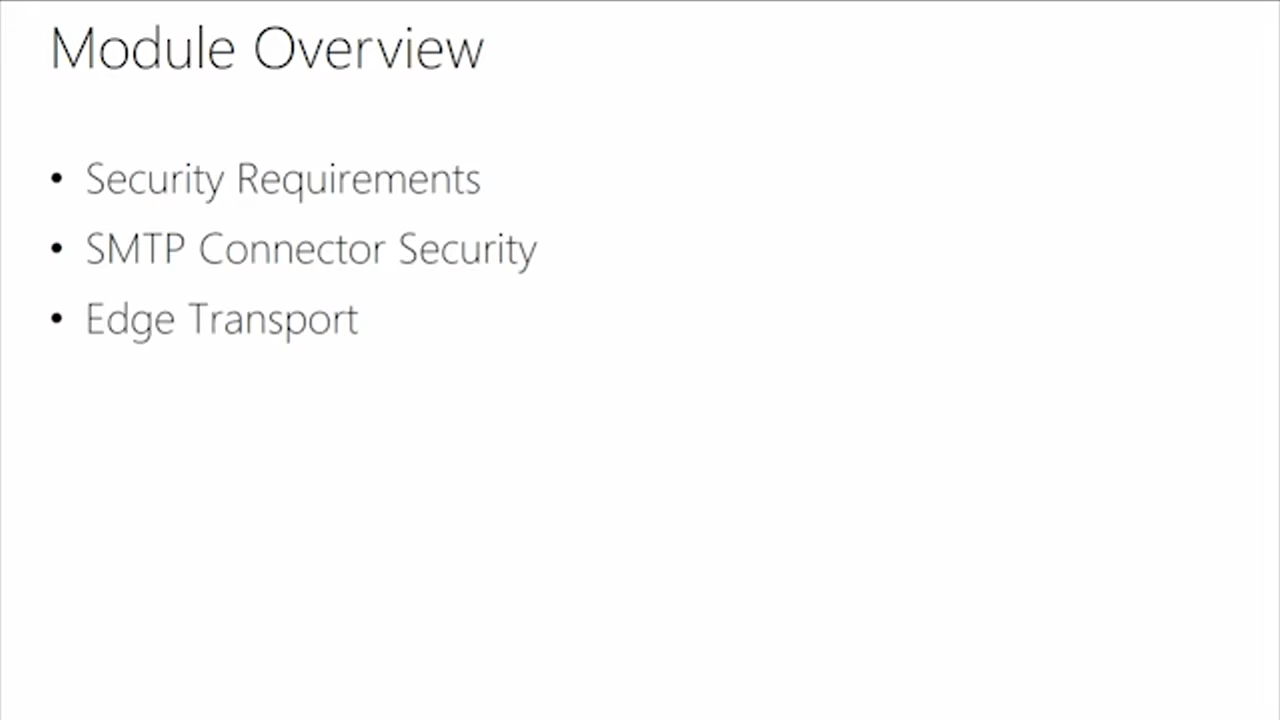 Module Overview
• Security Requirements
• SMTP Connector Security
• Edge Transport